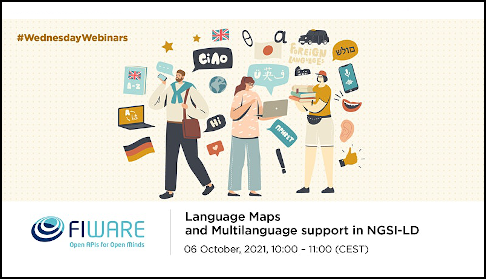 #WednesdayWebinars
CiAO
FOREIGN
LANGUAGE!
שלום
A-Z
Hi
ПРИВЕТ
FIWARE
Open APIs for Open Minds
Language Maps
and Multilanguage support in NGSI-LD
06 October, 2021, 10:00 - 11:00 (CEST)